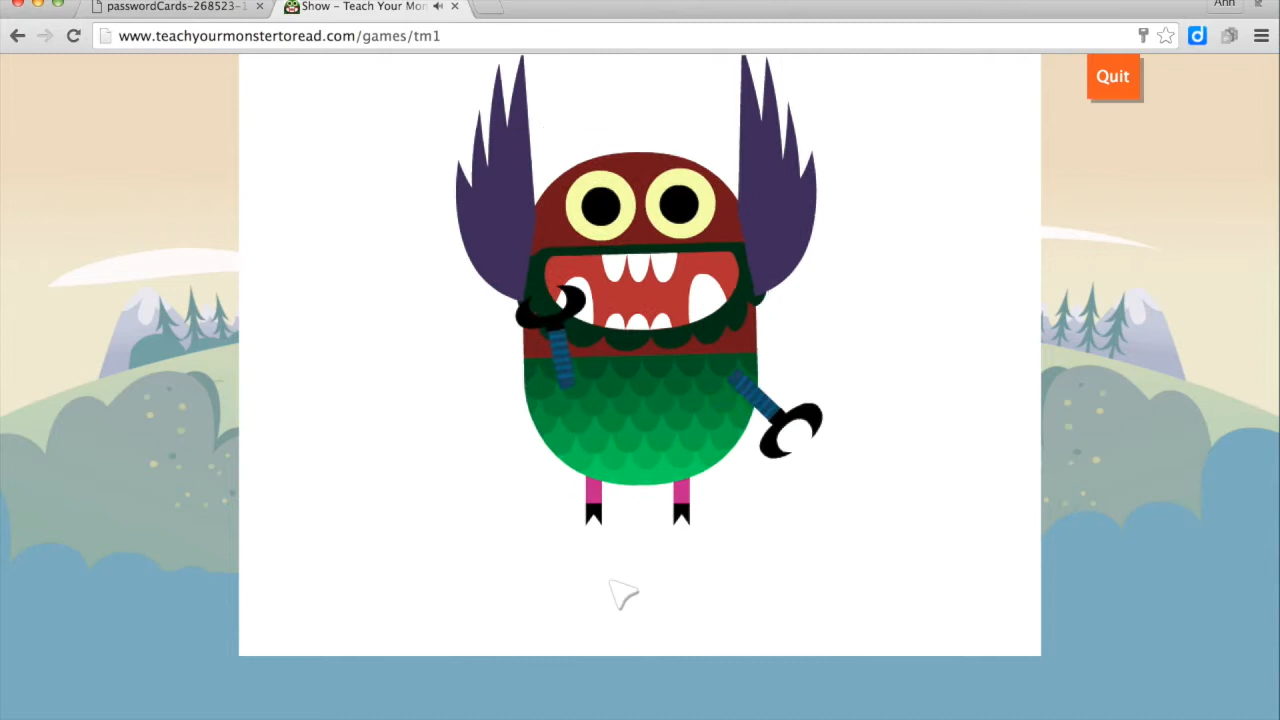 passwordCards-268523-1
Show - Teach Your Mon
Ann
www.teachyourmonstertoread.com/games/tm1
Quit